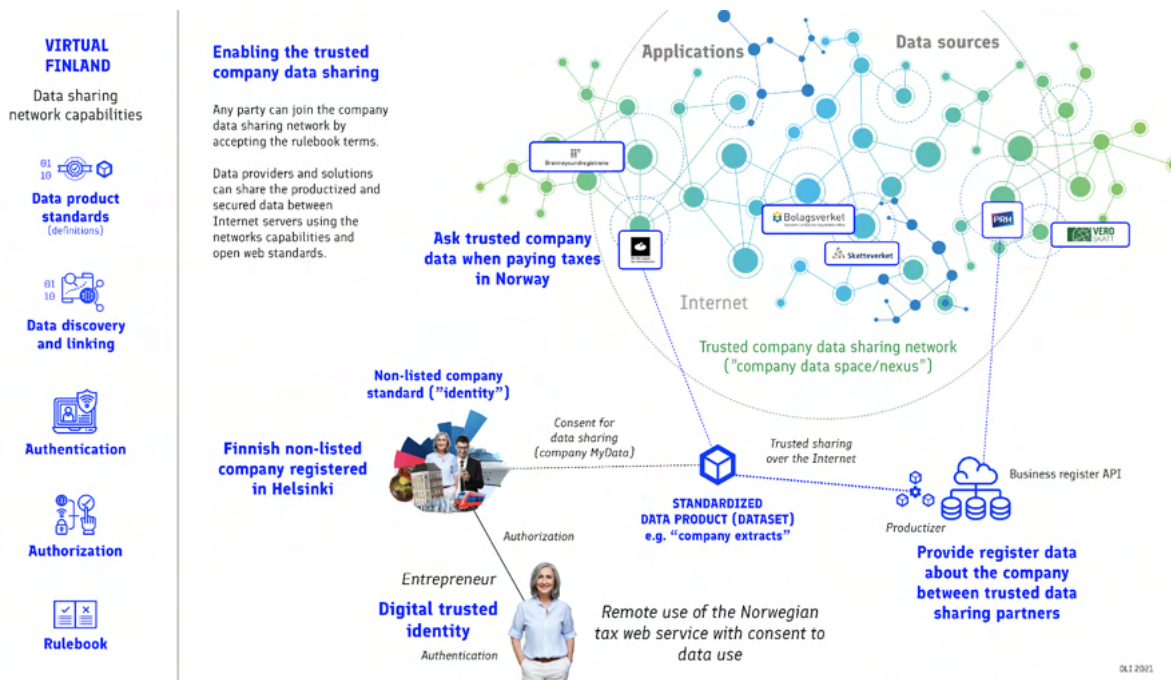 VIRTUAL
FINLAND
Data sharing
network capabilities
01
10
Data product
standards
(definitions)
01
10
Data discovery
and linking
Authentication
Authorization
Rulebook
Enabling the trusted
company data sharing
Any party can join the company
data sharing network by
accepting the rulebook terms.
Data providers and solutions
can share the productized and
secured data between
Internet servers using the
networks capabilities and
open web standards.
Applications
Data sources
Brønnøysundregistrene
Bolagsverket
Skatteverket
PRH
VERO
SKATT
Ask trusted company
data when paying taxes
in Norway
Internet
Trusted company data sharing network
("company data space/nexus")
Non-listed company
standard ("identity")
Finnish non-listed
company registered
in Helsinki
Consent for
data sharing
(company MyData)
Trusted sharing
over the Internet
Business register API
STANDARDIZED
DATA PRODUCT (DATASET)
e.g. "company extracts"
Productizer
Authorization
Provide register data
about the company
between trusted data
sharing partners
Entrepreneur
Digital trusted
identity
Authentication
Remote use of the Norwegian
tax web service with consent to
data use
DLI 2021